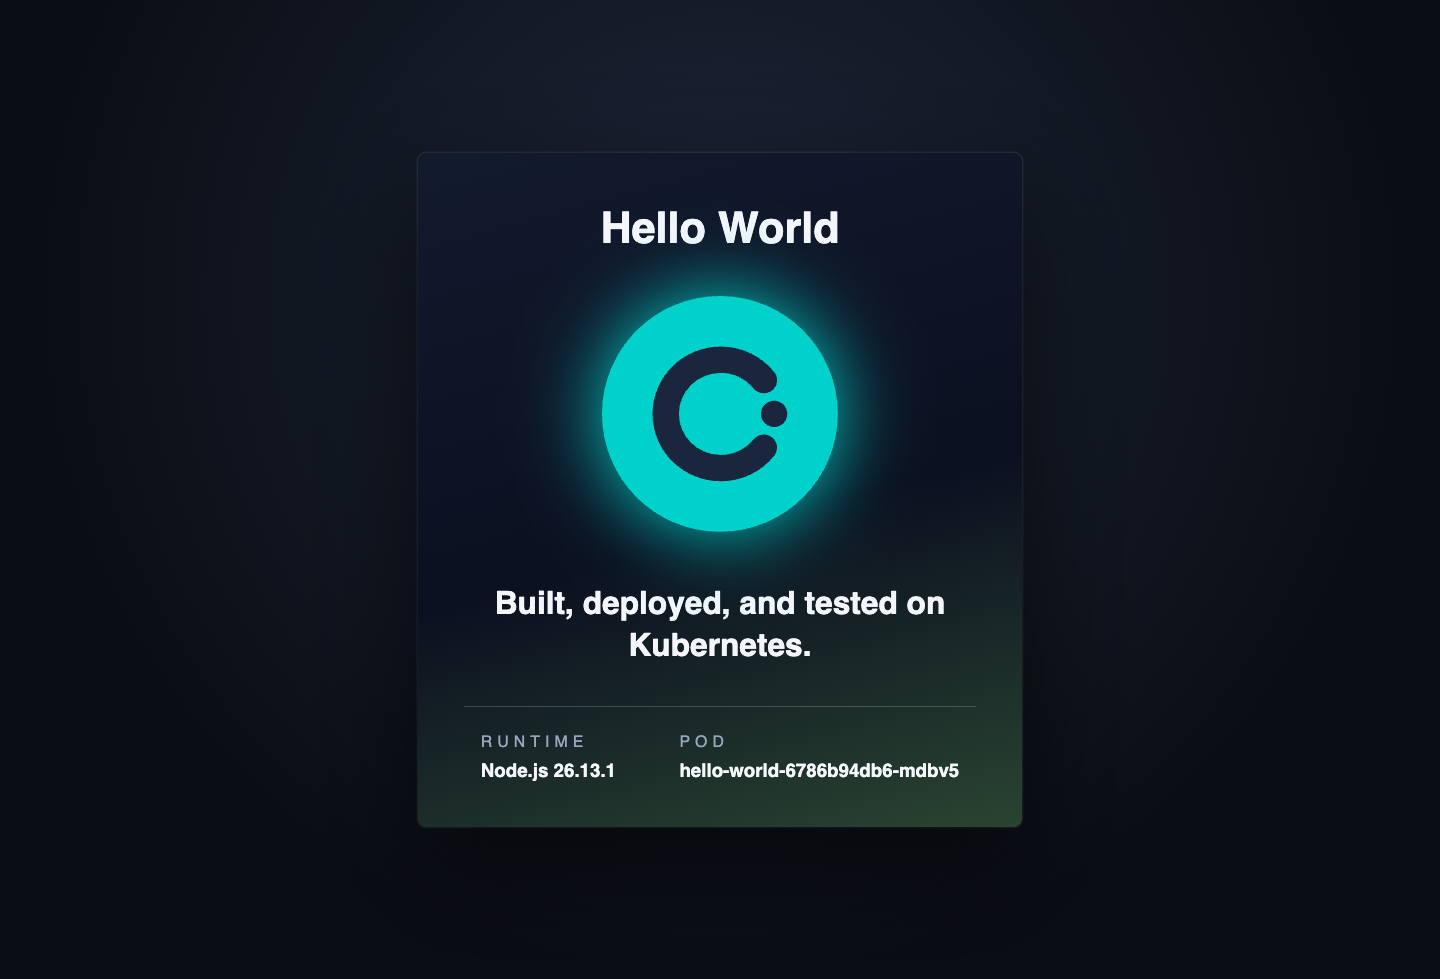 Hello World
Built, deployed, and tested on
Kubernetes.
RUNTIME
Node.js 26.13.1
POD
hello-world-6786b94db6-mdbv5